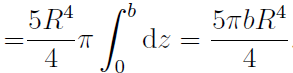 $= \frac{5R^4}{4} \pi \int_0^b \mathrm{d}z = \frac{5\pi b R^4}{4}$